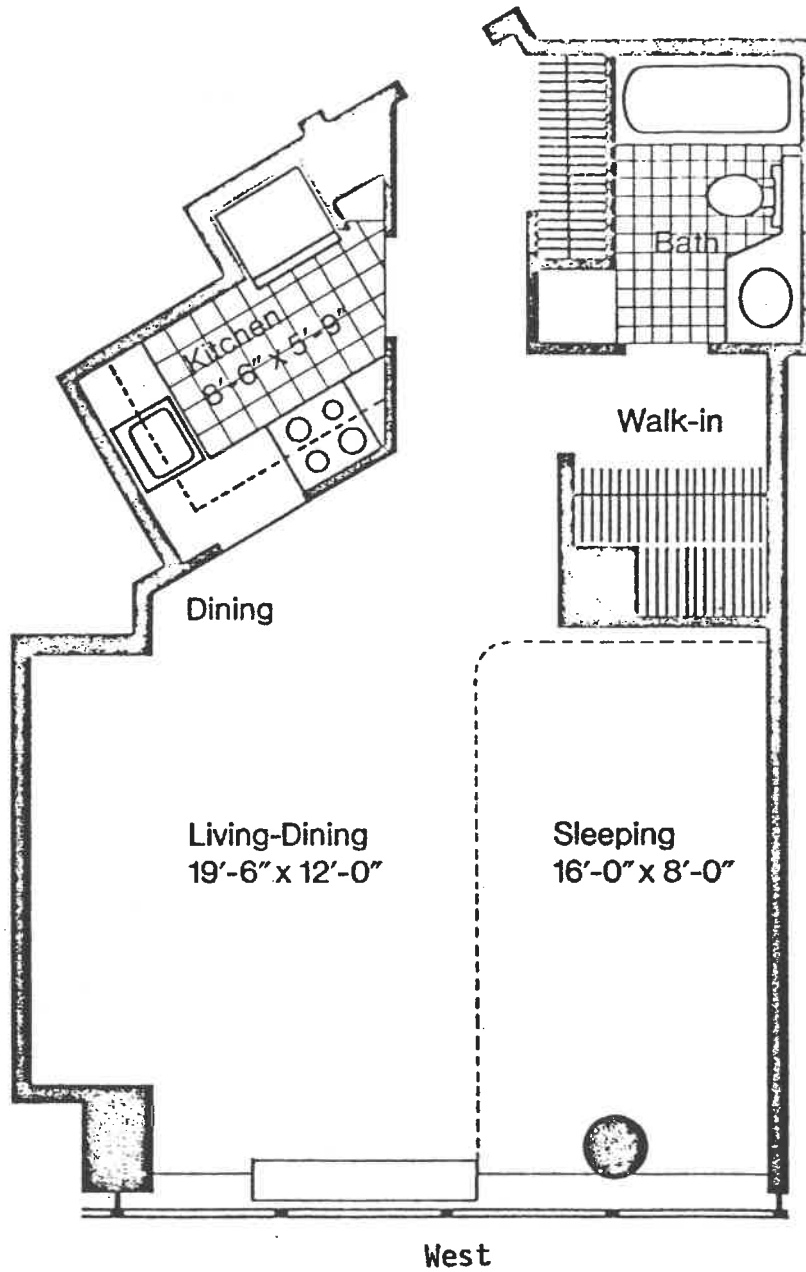 Bath
Kitchen
8'-6" x 5'-9"
Walk-in
Dining
Living-Dining
19'-6" x 12'-0"
Sleeping
16'-0" x 8'-0"
West